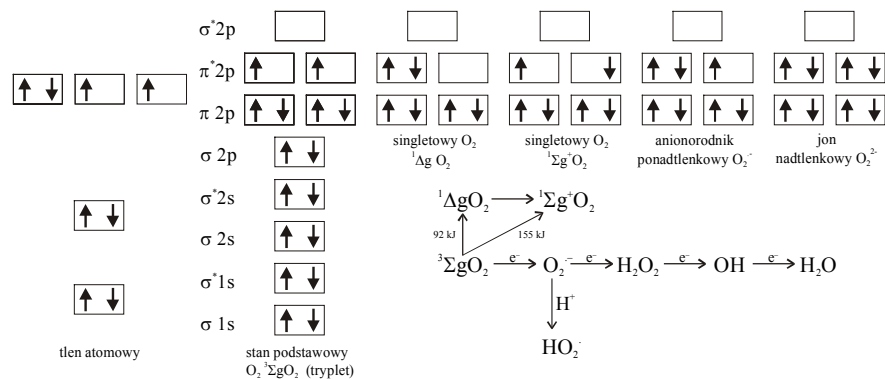 σ*2p
π*2p
π 2p
σ 2p
σ*2s
σ 2s
σ*1s
σ 1s
tlen atomowy
stan podstawowy
O₂ ³ΣgO₂ (tryplet)
singletowy O₂
¹Δg O₂
singletowy O₂
¹Σg⁺O₂
anionorodnik
ponadtlenkowy O₂⁻·
jon
nadtlenkowy O₂²⁻
¹ΔgO₂ → ¹Σg⁺O₂
92 kJ 155 kJ
³ΣgO₂ e⁻→ O₂·⁻ e⁻→ H₂O₂ e⁻→ OH e⁻→ H₂O
H⁺
HO₂·